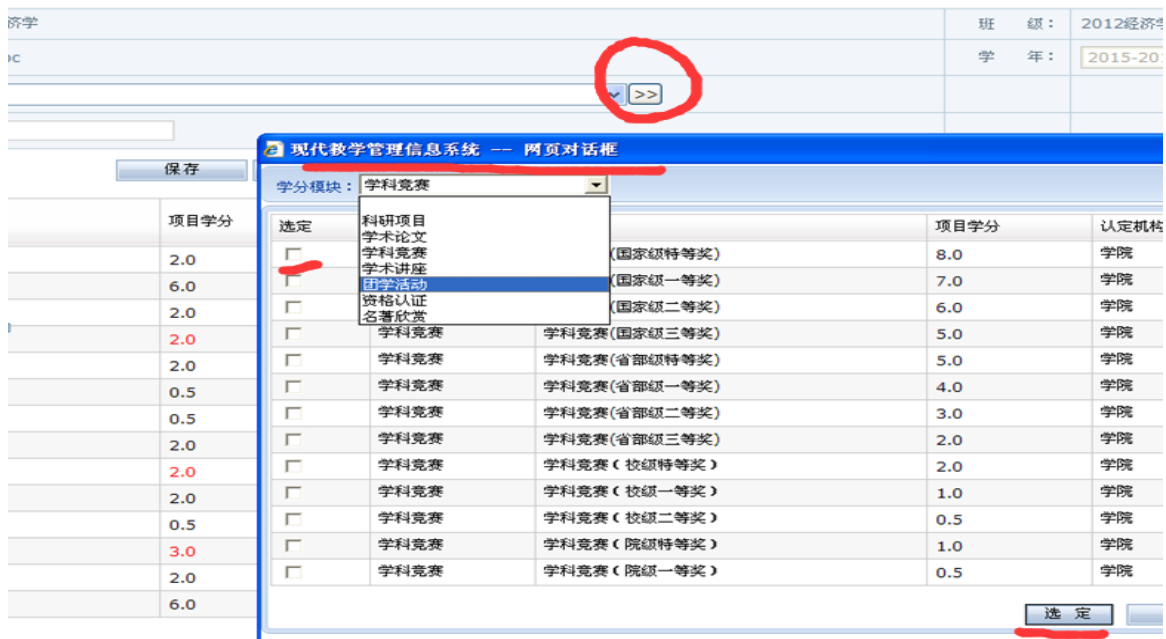 济学 班 级： 2012经济学
oc 学 年： 2015-20
>>
现代教学管理信息系统 -- 网页对话框
保存
学分模块： 学科竞赛
科研项目
学术论文
学科竞赛
学术讲座
团学活动
资格认证
名著欣赏
项目学分 选定 项目学分 认定机构
2.0 (国家级特等奖) 8.0 学院
6.0 (国家级一等奖) 7.0 学院
2.0 (国家级二等奖) 6.0 学院
2.0 学科竞赛 学科竞赛(国家级三等奖) 5.0 学院
2.0 学科竞赛 学科竞赛(省部级特等奖) 5.0 学院
0.5 学科竞赛 学科竞赛(省部级一等奖) 4.0 学院
0.5 学科竞赛 学科竞赛(省部级二等奖) 3.0 学院
2.0 学科竞赛 学科竞赛(省部级三等奖) 2.0 学院
2.0 学科竞赛 学科竞赛（校级特等奖） 2.0 学院
2.0 学科竞赛 学科竞赛（校级一等奖） 1.0 学院
0.5 学科竞赛 学科竞赛（校级二等奖） 0.5 学院
3.0 学科竞赛 学科竞赛（院级特等奖） 1.0 学院
2.0 学科竞赛 学科竞赛（院级一等奖） 0.5 学院
6.0 选 定